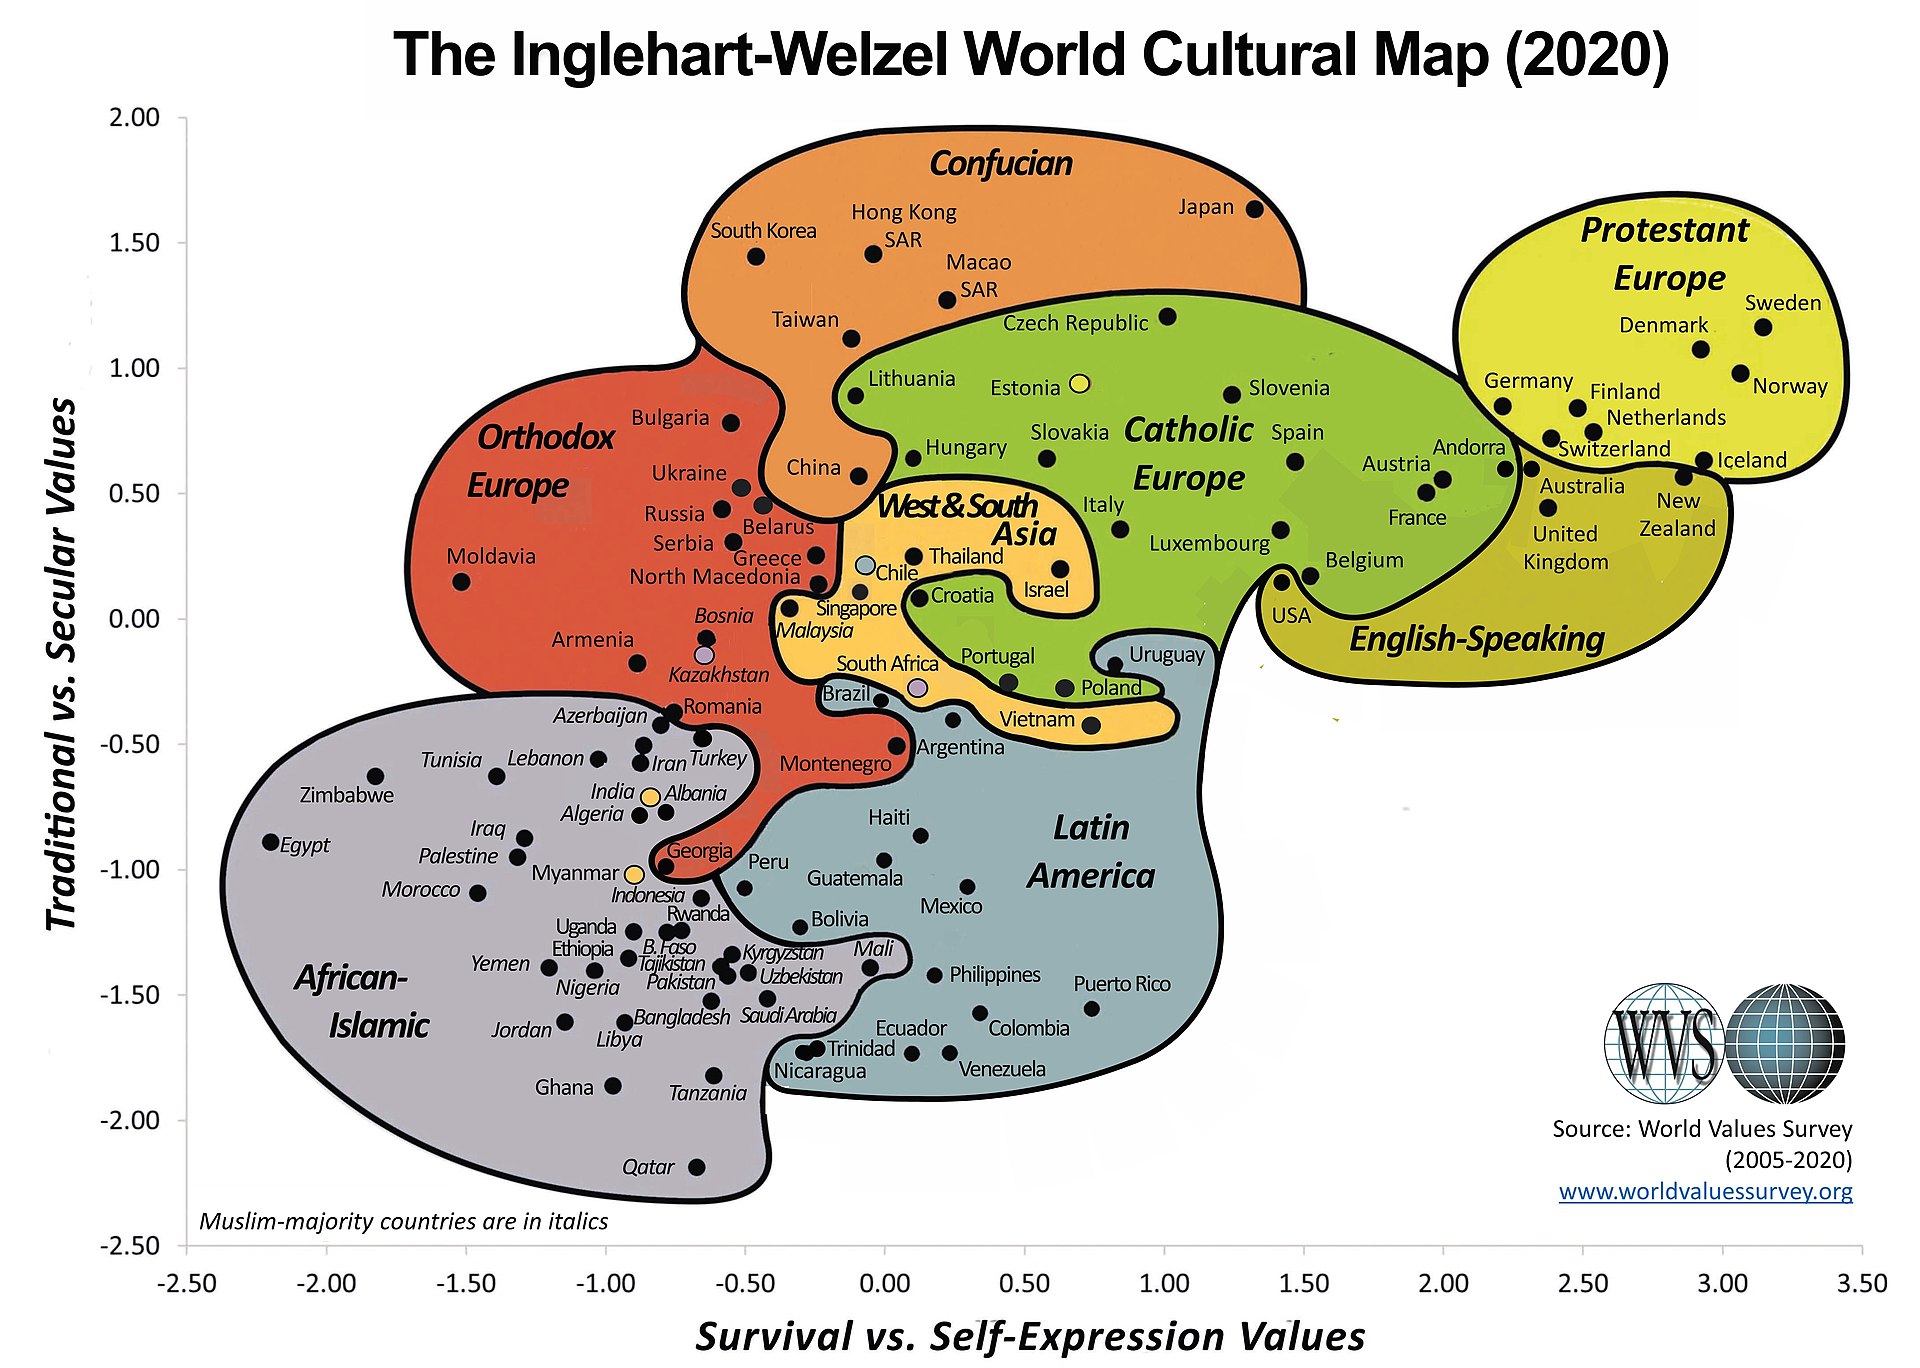 The Inglehart-Welzel World Cultural Map (2020)
Traditional vs. Secular Values
2.00
1.50
1.00
0.50
0.00
-0.50
-1.00
-1.50
-2.00
-2.50
Confucian
Japan
Hong Kong
SAR
South Korea
Macao
SAR
Taiwan
China
Protestant
Europe
Sweden
Denmark
Norway
Germany
Finland
Netherlands
Switzerland
Iceland
Czech Republic
Lithuania
Estonia
Slovenia
Catholic
Europe
Hungary
Slovakia
Spain
Andorra
Austria
France
Italy
Luxembourg
Belgium
Croatia
Portugal
Poland
Orthodox
Europe
Bulgaria
Ukraine
Russia
Belarus
Serbia
Greece
North Macedonia
Moldavia
Bosnia
Armenia
Kazakhstan
Romania
Montenegro
Georgia
West & South
Asia
Thailand
Chile
Israel
Singapore
Malaysia
South Africa
Vietnam
Australia
United
Kingdom
New
Zealand
USA
English-Speaking
Uruguay
Brazil
Argentina
Haiti
Latin
America
Peru
Guatemala
Mexico
Bolivia
Philippines
Puerto Rico
Ecuador
Colombia
Trinidad
Nicaragua
Venezuela
Azerbaijan
Tunisia
Lebanon
Iran
Turkey
Zimbabwe
India
Albania
Algeria
Egypt
Iraq
Palestine
Myanmar
Morocco
Indonesia
Rwanda
Uganda
Ethiopia
B. Faso
Yemen
Tajikistan
Kyrgyzstan
Mali
Nigeria
Pakistan
Uzbekistan
African-
Islamic
Jordan
Libya
Bangladesh
Saudi Arabia
Ghana
Tanzania
Qatar
Muslim-majority countries are in italics
WVS
Source: World Values Survey
(2005-2020)
www.worldvaluessurvey.org
-2.50 -2.00 -1.50 -1.00 -0.50 0.00 0.50 1.00 1.50 2.00 2.50 3.00 3.50
Survival vs. Self-Expression Values